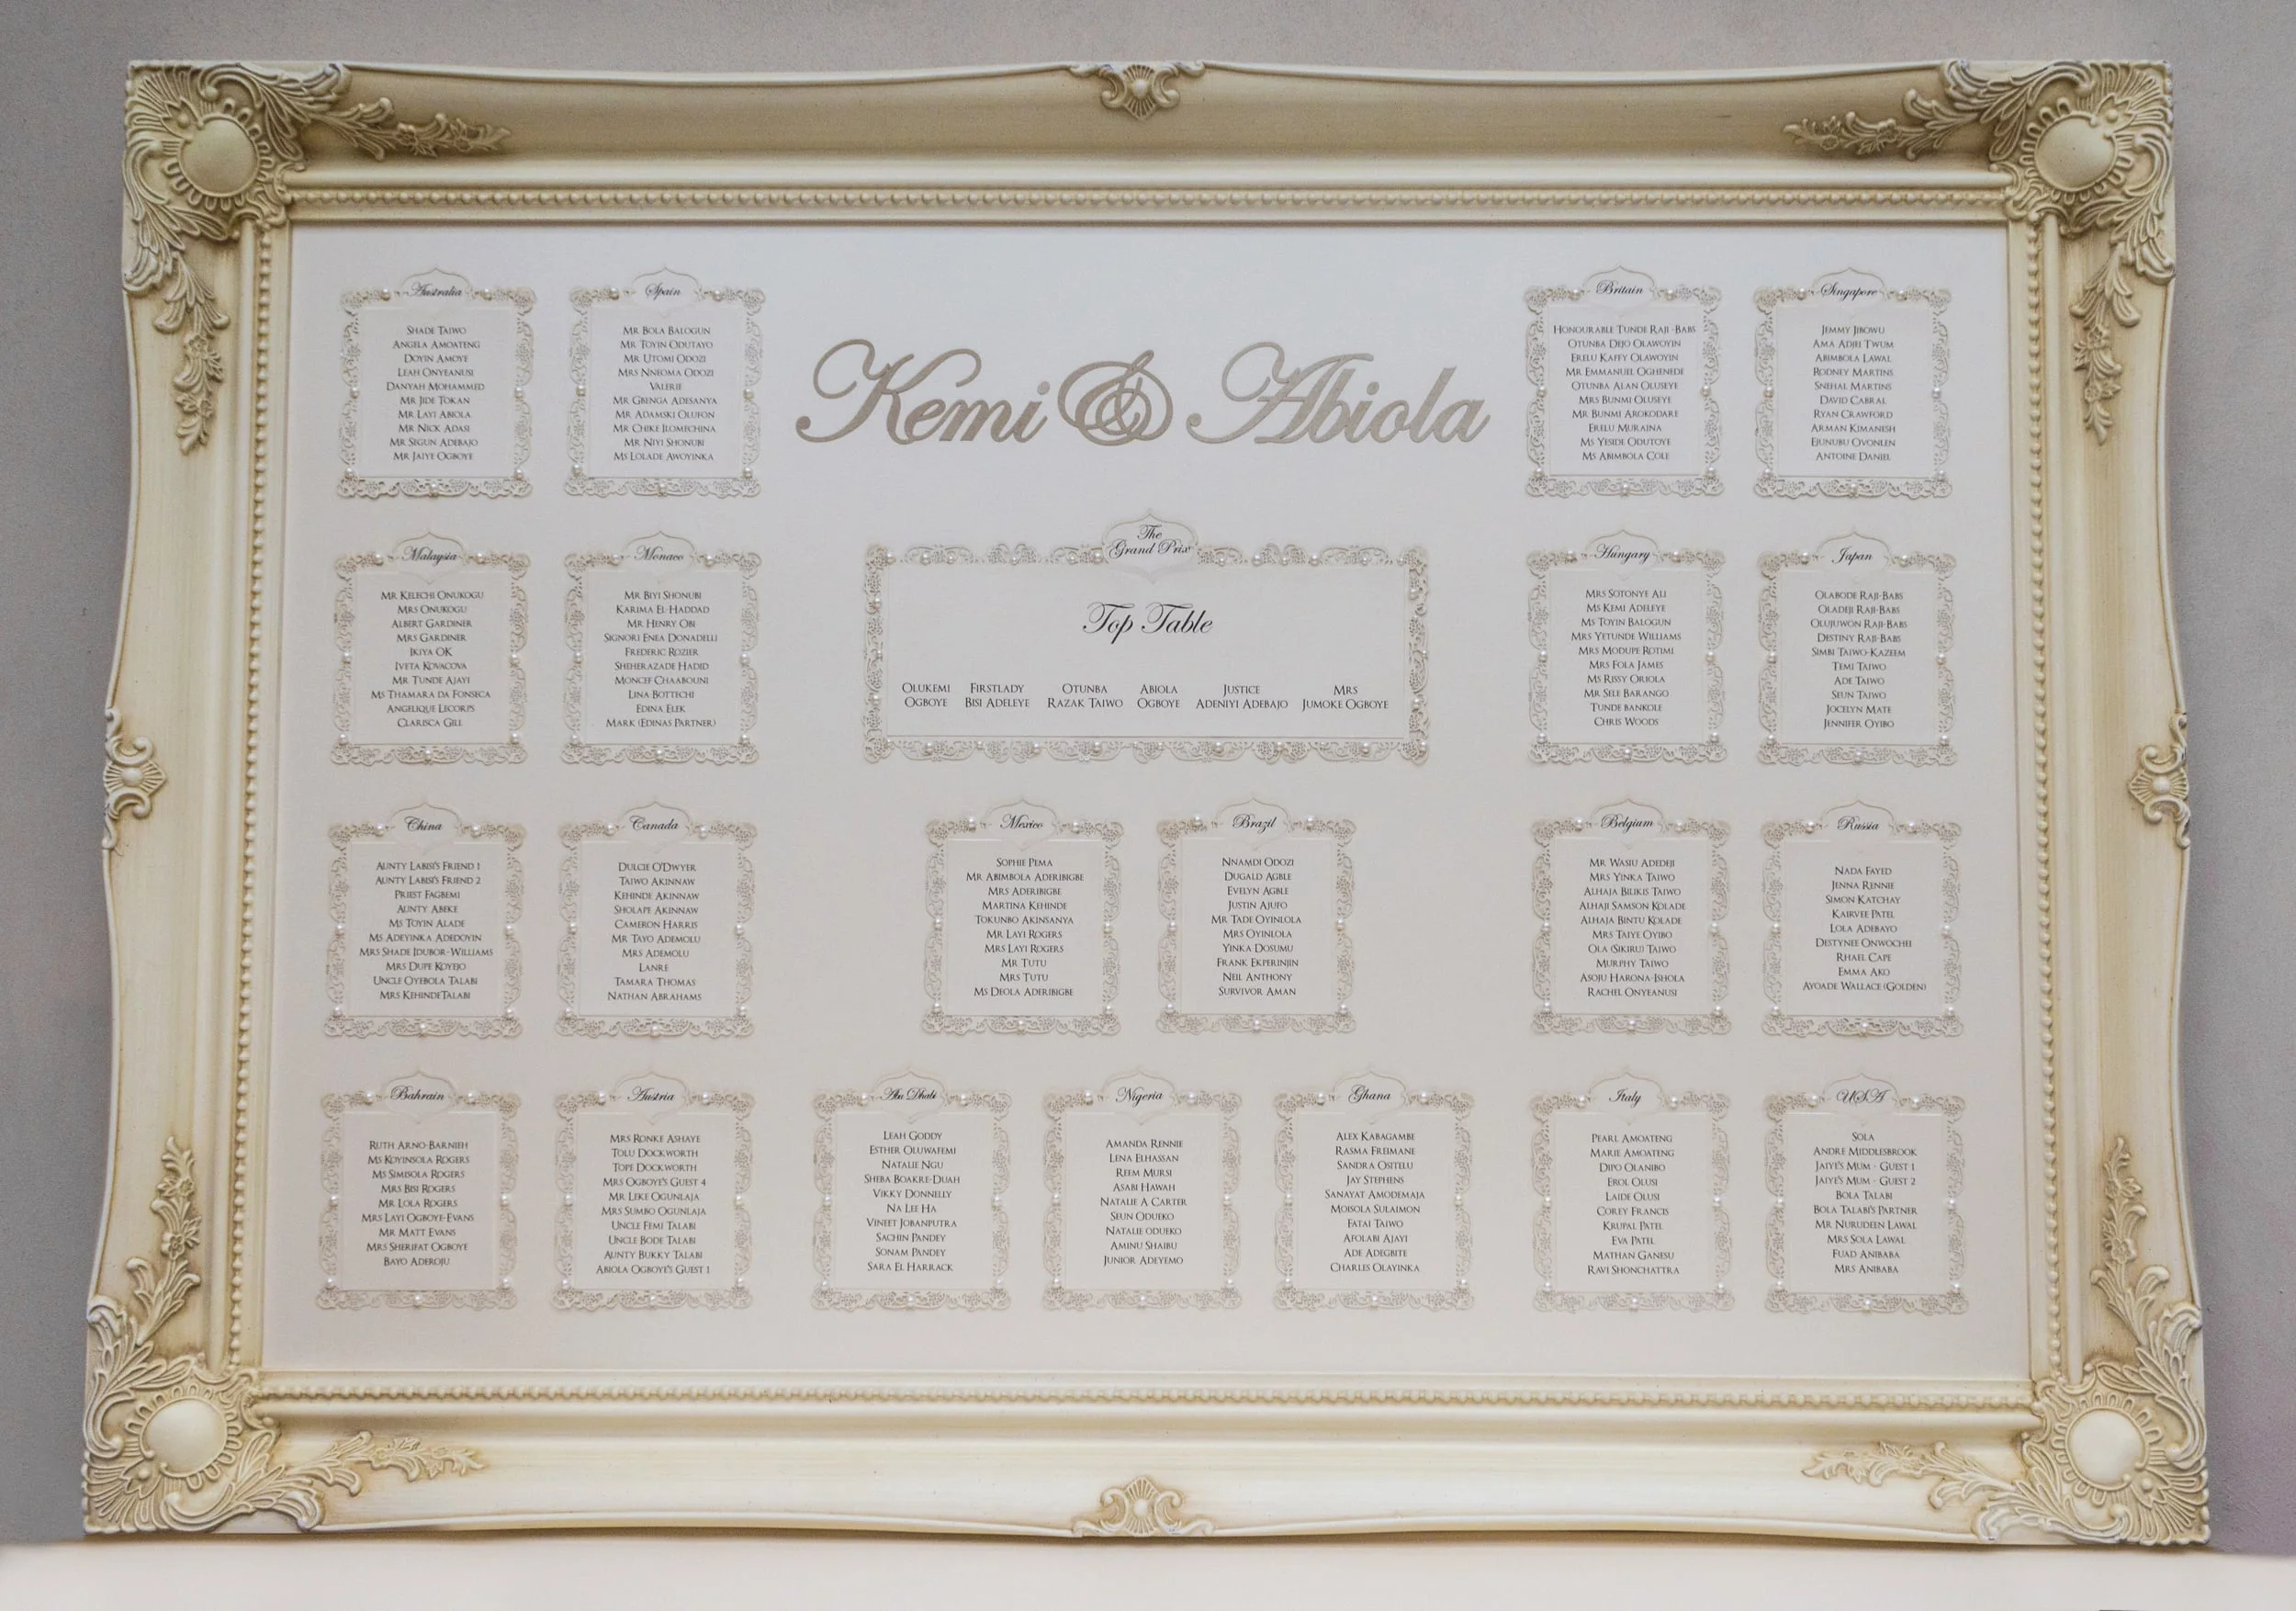 Kemi & Abiola
Australia
SHADE TAIWO
ANGELA AMOATENG
DOYIN AMOYE
LEAH ONYEANUSI
DANYAH MOHAMMED
MR JIDE TOKAN
MR LAYI ABIOLA
MR NICK ADASI
MR SEGUN ADEBAJO
MR JAIYE OGBOYE
Spain
MR BOLA BALOGUN
MR TOYIN ODUTAYO
MR UTOMI ODOZI
MRS NNEOMA ODOZI
VALERIE
MR GBENGA ADESANYA
MR ADAMSKI OLUFON
MR CHIKE ILOMECHINA
MR NIYI SHONUBI
MS LOLADE AWOYINKA
Britain
HONOURABLE TUNDE RAJI-BABS
OTUNBA DEJO OLAWOYIN
ERELU KAFFY OLAWOYIN
MR EMMANUEL OGHENEDE
OTUNBA ALAN OLUSEYE
MRS BUNMI OLUSEYE
MR BUNMI AROKODARE
ERELU MURAINA
MS YESIDE ODUTOYE
MS ABIMBOLA COLE
Singapore
JEMMY JIBOWU
AMA ADJEI TWUM
ABIMBOLA LAWAL
RODNEY MARTINS
SNEHAL MARTINS
DAVID CABRAL
RYAN CRAWFORD
ARMAN KIMANESH
EJUNUBU OVONLEN
ANTOINE DANIEL
Malaysia
MR KELECHI ONUKOGU
MRS ONUKOGU
ALBERT GARDINER
MRS GARDINER
IKIYA OK
IVETA KOVACOVA
MR TUNDE AJAYI
MS THAMARA DA FONSECA
ANGELIQUE LECORPS
CLARISCA GILL
Monaco
MR BIYI SHONUBI
KARIMA EL-HADDAD
MR HENRY OBI
SIGNORI ENEA DONADELLI
FREDERIC ROZIER
SHEHERAZADE HADID
MONCEF CHAABOUNI
LINA BOTTECHI
EDINA ELEK
MARK (EDINAS PARTNER)
The
Grand Prix
Top Table
OLUKEMI FIRSTLADY OTUNBA ABIOLA JUSTICE MRS
OGBOYE BISI ADELEYE RAZAK TAIWO OGBOYE ADENIYI ADEBAJO JUMOKE OGBOYE
Hungary
MRS SOTONYE ALI
MS KEMI ADELEYE
MS TOYIN BALOGUN
MRS YETUNDE WILLIAMS
MRS MODUPE ROTIMI
MRS FOLA JAMES
MS RISSY ORIOLA
MR SELE BARANGO
TUNDE BANKOLE
CHRIS WOODS
Japan
OLABODE RAJI-BABS
OLADEJI RAJI-BABS
OLUJUWON RAJI-BABS
DESTINY RAJI-BABS
SIMBI TAIWO-KAZEEM
TEMI TAIWO
ADE TAIWO
SEUN TAIWO
JOCELYN MATE
JENNIFER OYIBO
China
AUNTY LABISI'S FRIEND 1
AUNTY LABISI'S FRIEND 2
PRIEST FAGBEMI
AUNTY ABEKE
MS TOYIN ALADE
MS ADEYINKA ADEDOYIN
MRS SHADE IDUBOR-WILLIAMS
MRS DUPE KOYEJO
UNCLE OYEBOLA TALABI
MRS KEHINDETALABI
Canada
DULCIE O'DWYER
TAIWO AKINNAW
KEHINDE AKINNAW
SHOLAPE AKINNAW
CAMERON HARRIS
MR TAYO ADEMOLU
MRS ADEMOLU
LANRE
TAMARA THOMAS
NATHAN ABRAHAMS
Mexico
SOPHIE PEMA
MR ABIMBOLA ADERIBIGBE
MRS ADERIBIGBE
MARTINA KEHINDE
TOKUNBO AKINSANYA
MR LAYI ROGERS
MRS LAYI ROGERS
MR TUTU
MRS TUTU
MS DEOLA ADERIBIGBE
Brazil
NNAMDI ODOZI
DUGALD AGBLE
EVELYN AGBLE
JUSTIN AJUFO
MR TADE OYINLOLA
MRS OYINLOLA
YINKA DOSUMU
FRANK EKPERINJIN
NEIL ANTHONY
SURVIVOR AMAN
Belgium
MR WASIU ADEDEJI
MRS YINKA TAIWO
ALHAJA BILIKIS TAIWO
ALHAJI SAMSON KOLADE
ALHAJA BINTU KOLADE
MRS TAIYE OYIBO
OLA (SIKIRU) TAIWO
MURPHY TAIWO
ASOJU HARONA-ISHOLA
RACHEL ONYEANUSI
Russia
NADA FAYED
JENNA RENNIE
SIMON KATCHAY
KAIRVEE PATEL
LOLA ADEBAYO
DESTYNEE ONWOCHEI
RHAEL CAPE
EMMA AKO
AYOADE WALLACE (GOLDEN)
Bahrain
RUTH ARNO-BARNIEH
MS KOYINSOLA ROGERS
MS SIMISOLA ROGERS
MRS BISI ROGERS
MR LOLA ROGERS
MRS LAYI OGBOYE-EVANS
MR MATT EVANS
MRS SHERIFAT OGBOYE
BAYO ADEROJU
Austria
MRS RONKE ASHAYE
TOLU DOCKWORTH
TOPE DOCKWORTH
MRS OGBOYE'S GUEST 4
MR LEKE OGUNLAJA
MRS SUMBO OGUNLAJA
UNCLE FEMI TALABI
UNCLE BODE TALABI
AUNTY BUKKY TALABI
ABIOLA OGBOYE'S GUEST 1
Abu Dhabi
LEAH GODDY
ESTHER OLUWAFEMI
NATALIE NGU
SHEBA BOAKRE-DUAH
VIKKY DONNELLY
NA LEE HA
VINEET JOBANPUTRA
SACHIN PANDEY
SONAM PANDEY
SARA EL HARRACK
Nigeria
AMANDA RENNIE
LENA ELHASSAN
REEM MURSI
ASABI HAWAH
NATALIE A CARTER
SEUN ODUEKO
NATALIE ODUEKO
AMINU SHAIBU
JUNIOR ADEYEMO
Ghana
ALEX KABAGAMBE
RASMA FREIMANE
SANDRA OSITELU
JAY STEPHENS
SANAYAT AMODEMAJA
MOISOLA SULAIMON
FATAI TAIWO
AFOLABI AJAYI
ADE ADEGBITE
CHARLES OLAYINKA
Italy
PEARL AMOATENG
MARIE AMOATENG
DIPO OLANIBO
EROL OLUSI
LAIDE OLUSI
COREY FRANCIS
KRUPAL PATEL
EVA PATEL
MATHAN GANESU
RAVI SHONCHATTRA
USA
SOLA
ANDRE MIDDLESBROOK
JAIYE'S MUM - GUEST 1
JAIYE'S MUM - GUEST 2
BOLA TALABI
BOLA TALABI'S PARTNER
MR NURUDEEN LAWAL
MRS SOLA LAWAL
FUAD ANIBABA
MRS ANIBABA